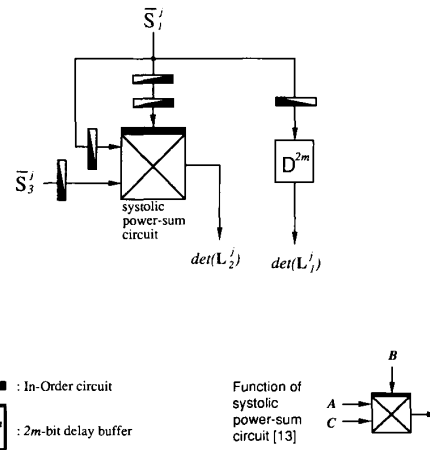 S̄₁ʲ
D²ᵐ
S̄₃ʲ
systolic
power-sum
circuit
det(L₂ʲ)
det(L₁ʲ)
: In-Order circuit
: 2m-bit delay buffer
Function of
systolic
power-sum
circuit [13]
B
A
C